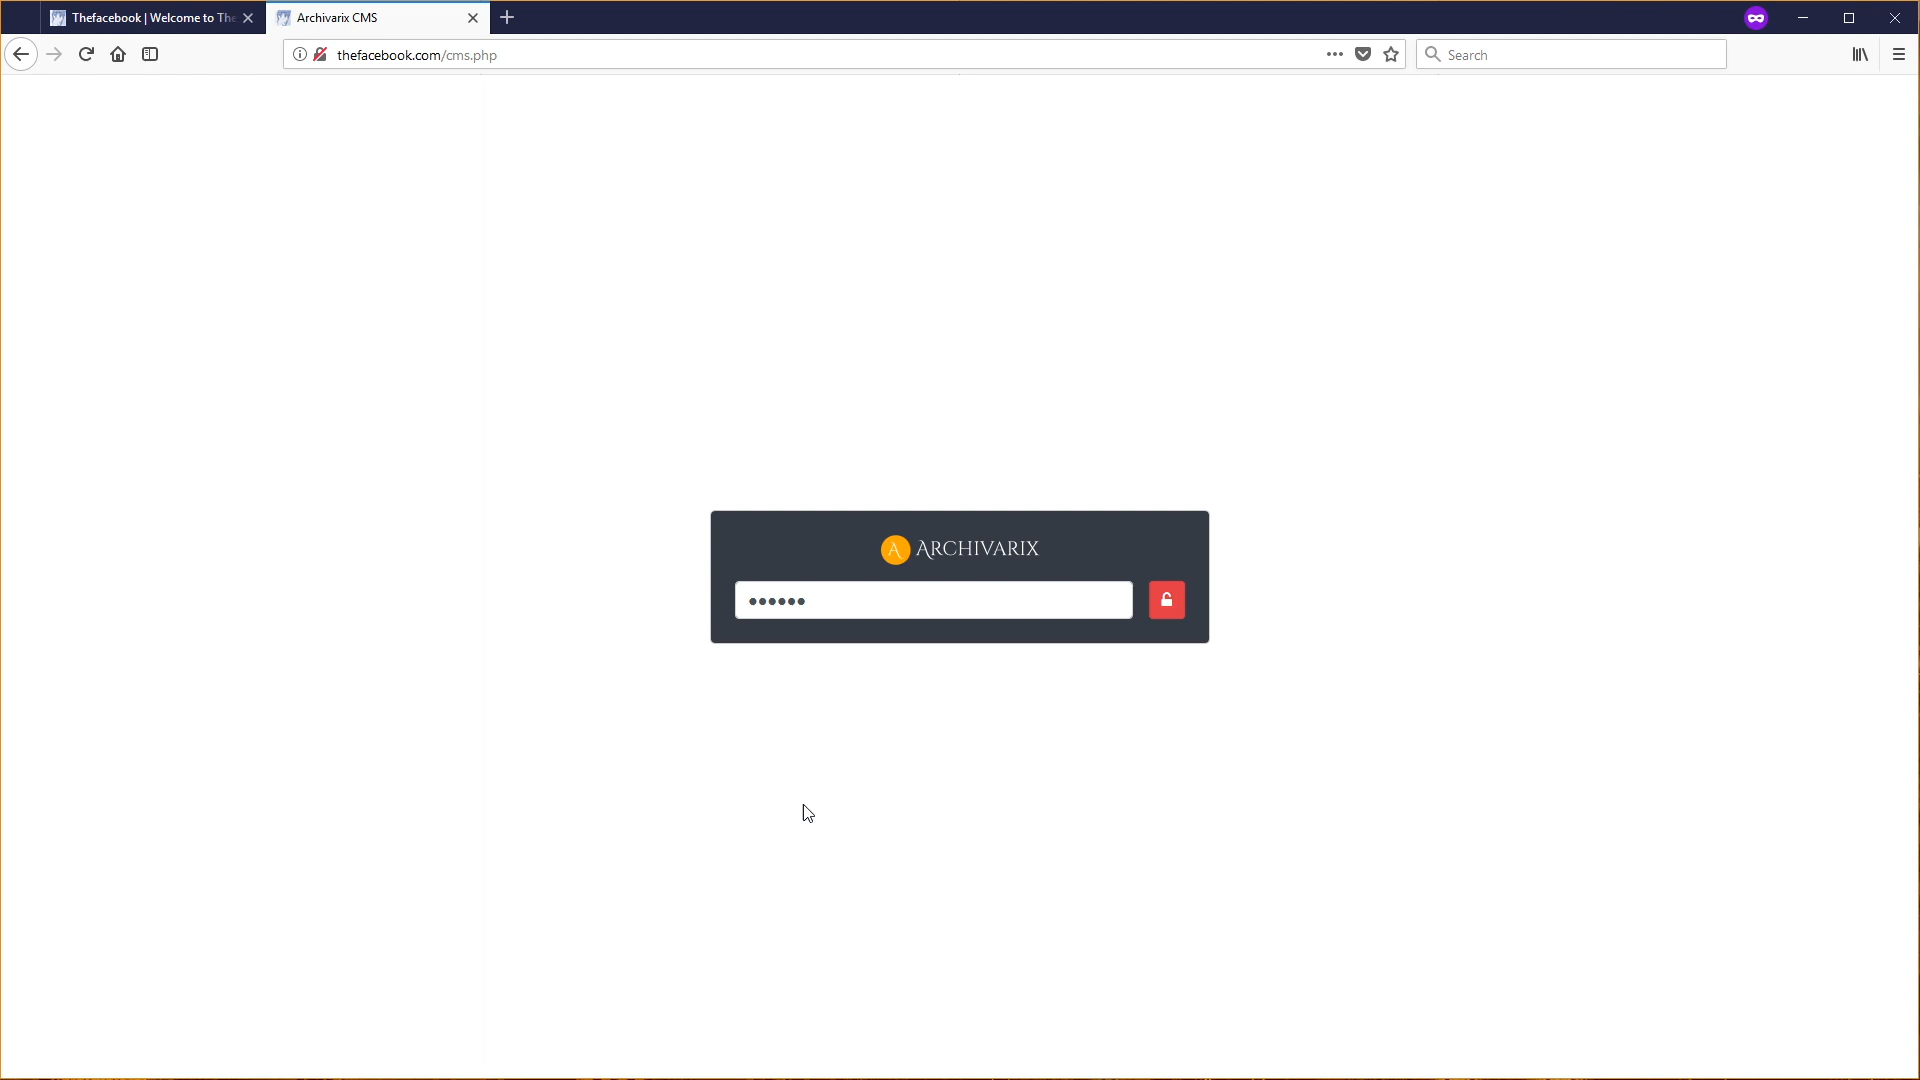 Thefacebook | Welcome to The
Archivarix CMS
thefacebook.com/cms.php
Search
A ARCHIVARIX
●●●●●●